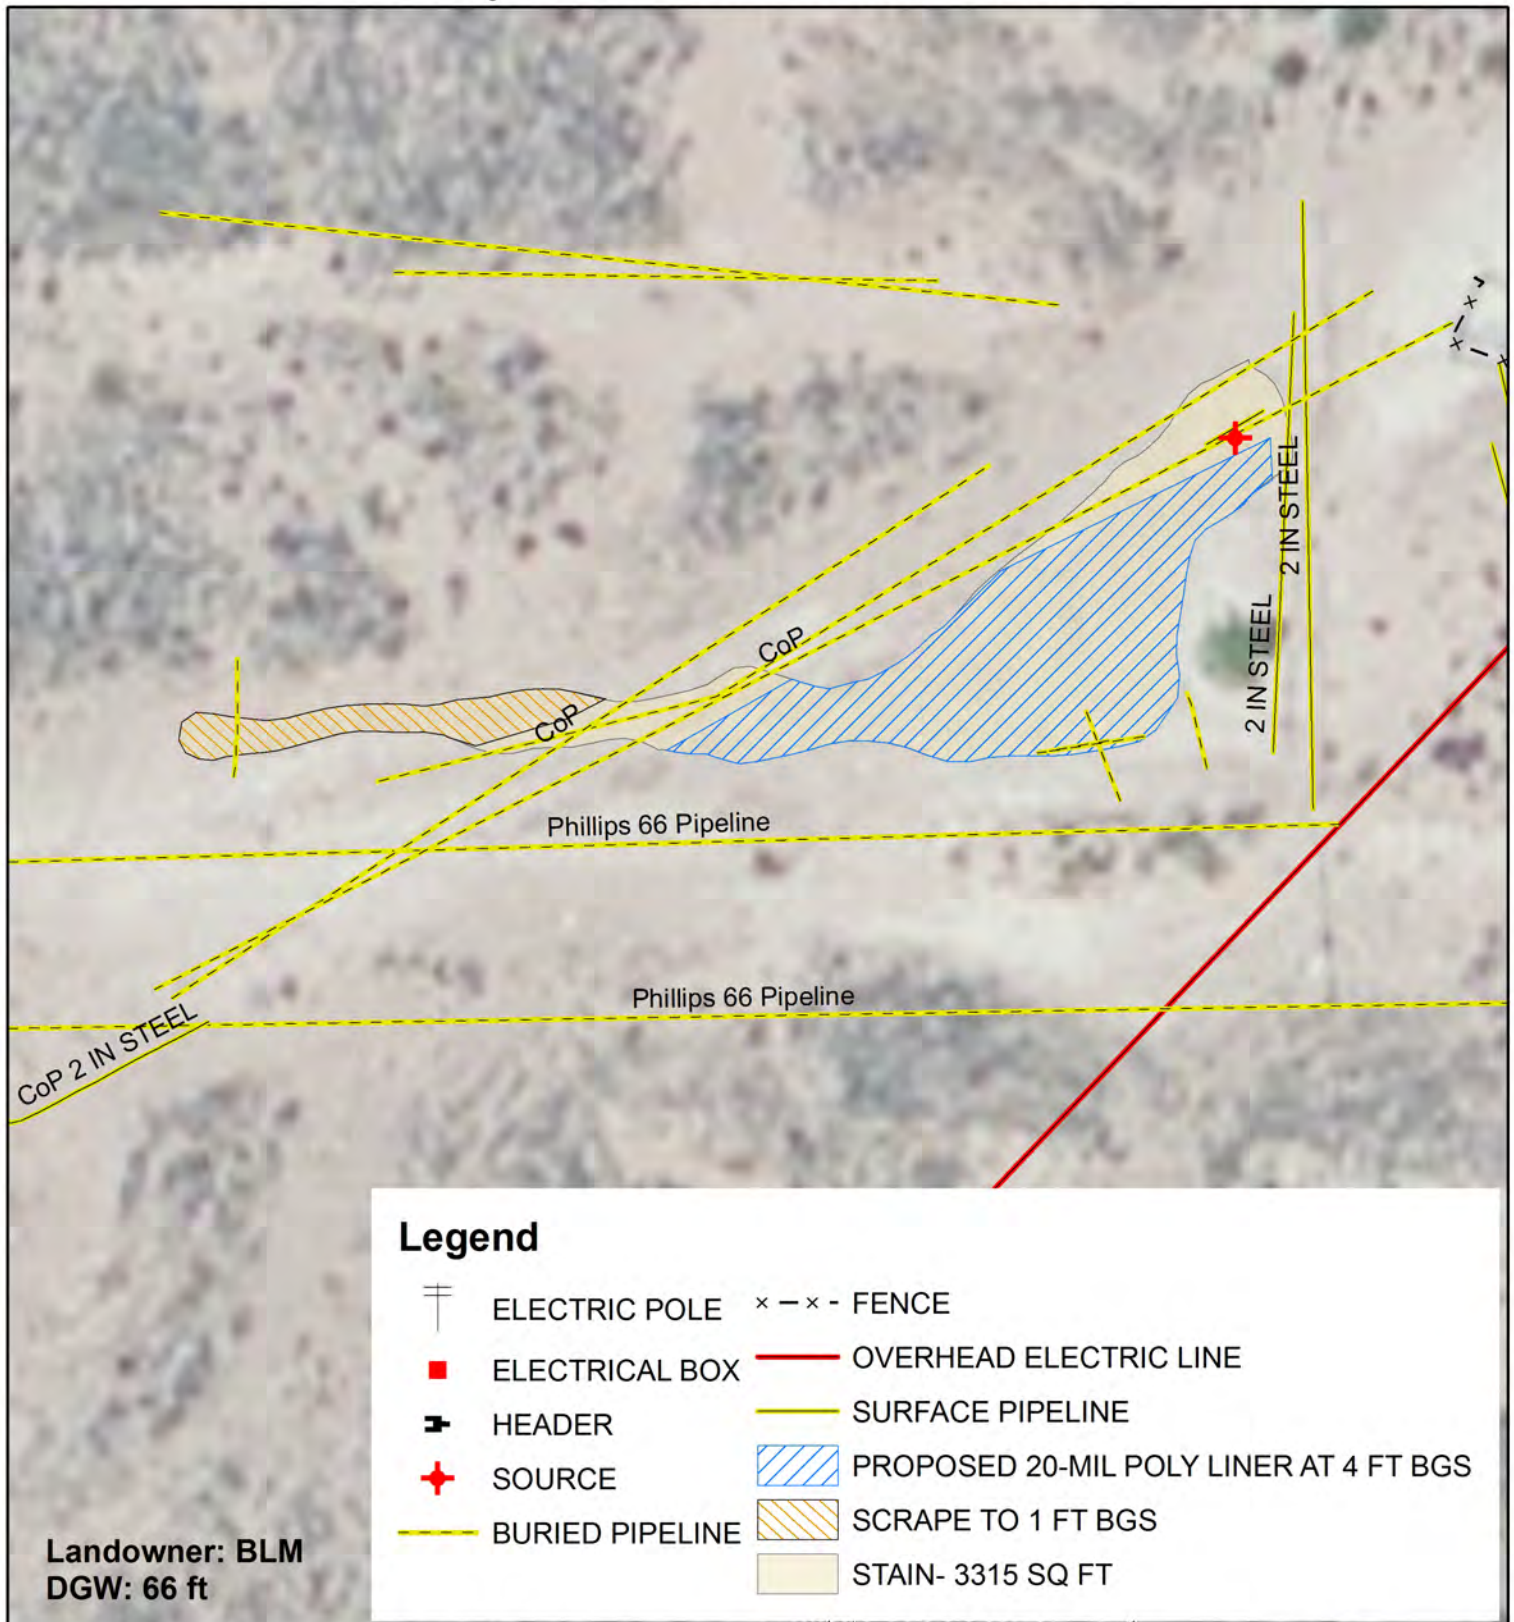 2 IN STEEL
2 IN STEEL
CoP
CoP
Phillips 66 Pipeline
Phillips 66 Pipeline
CoP 2 IN STEEL
Legend
ELECTRIC POLE
ELECTRICAL BOX
HEADER
SOURCE
BURIED PIPELINE
FENCE
OVERHEAD ELECTRIC LINE
SURFACE PIPELINE
PROPOSED 20-MIL POLY LINER AT 4 FT BGS
SCRAPE TO 1 FT BGS
STAIN- 3315 SQ FT
Landowner: BLM
DGW: 66 ft